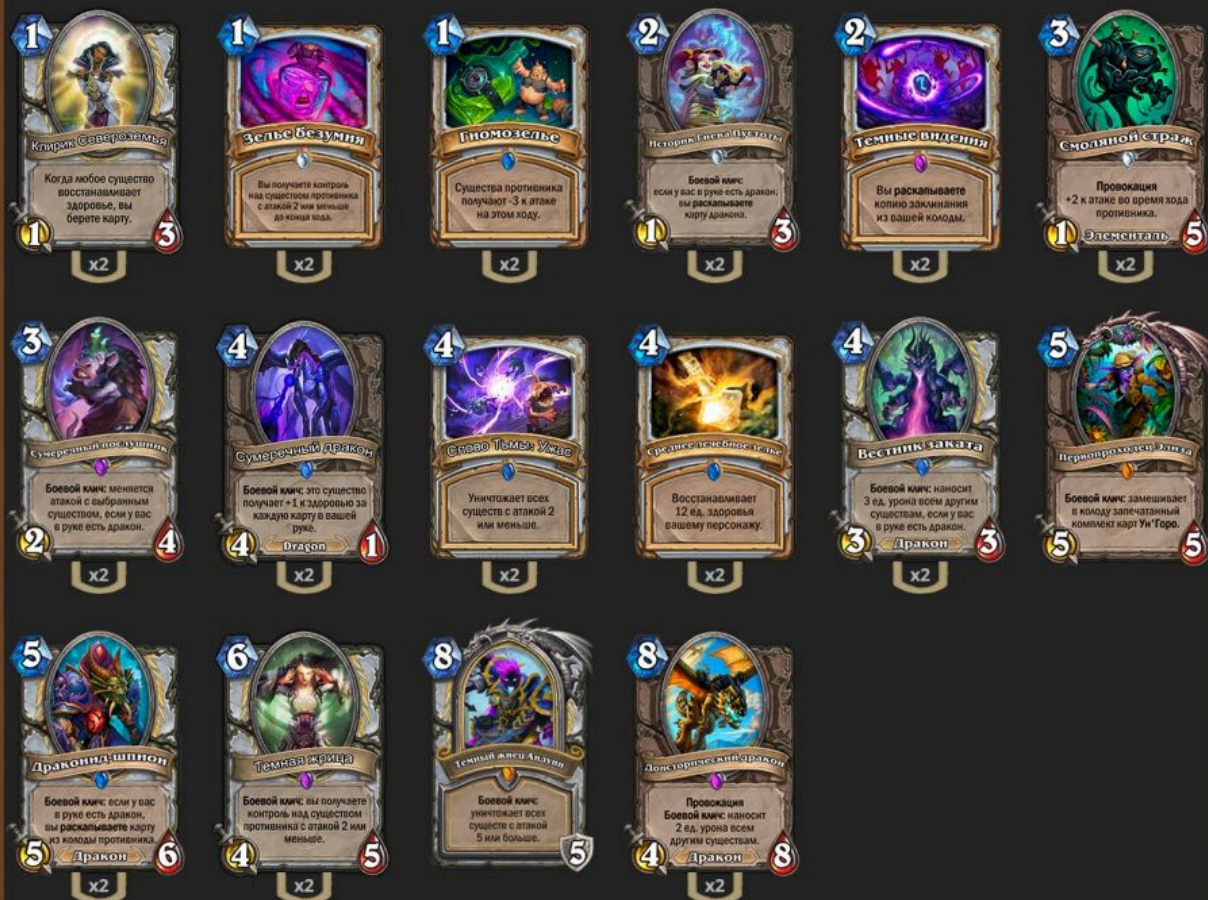 1
Клирик Североземья
Когда любое существо
восстанавливает
здоровье, вы
берете карту.
1
3
x2
1
Зелье безумия
Вы получаете контроль
над существом противника
с атакой 2 или меньше
до конца хода.
x2
1
Гномозелье
Существа противника
получают -3 к атаке
на этом ходу.
x2
2
Историк Гнева Пустоты
Боевой клич:
если у вас в руке есть дракон,
вы раскапываете
карту дракона.
1
3
x2
2
Темные видения
Вы раскапываете
копию заклинания
из вашей колоды.
x2
3
Смоляной страж
Провокация
+2 к атаке во время хода
противника.
1
Элементаль
5
x2
3
Сумеречный послушник
Боевой клич: меняется
атакой с выбранным
существом, если у вас
в руке есть дракон.
2
4
x2
4
Сумеречный дракон
Боевой клич: это существо
получает +1 к здоровью за
каждую карту в вашей
руке.
4
Dragon
1
x2
4
Слово Тьмы: Ужас
Уничтожает всех
существ с атакой 2
или меньше.
x2
4
Среднее лечебное зелье
Восстанавливает
12 ед. здоровья
вашему персонажу.
x2
4
Вестник заката
Боевой клич: наносит
3 ед. урона всем другим
существам, если у вас
в руке есть дракон.
3
Дракон
3
x2
5
Первопроходец Элиза
Боевой клич: замешивает
в колоду запечатанный
комплект карт Ун'Горо.
5
5
5
Драконид-шпион
Боевой клич: если у вас
в руке есть дракон,
вы раскапываете карту
из колоды противника.
5
Дракон
6
x2
6
Темная жрица
Боевой клич: вы получаете
контроль над существом
противника с атакой 2 или
меньше.
4
5
x2
8
Темный жнец Андуин
Боевой клич:
уничтожает всех
существ с атакой
5 или больше.
5
8
Доисторический дракон
Провокация
Боевой клич: наносит
2 ед. урона всем
другим существам.
4
Дракон
8
x2